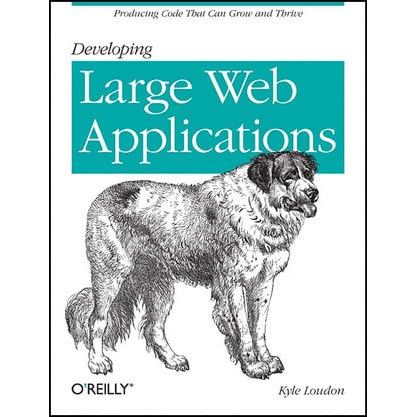 Producing Code That Can Grow and Thrive
Developing
Large Web
Applications
O'REILLY®
Kyle Loudon